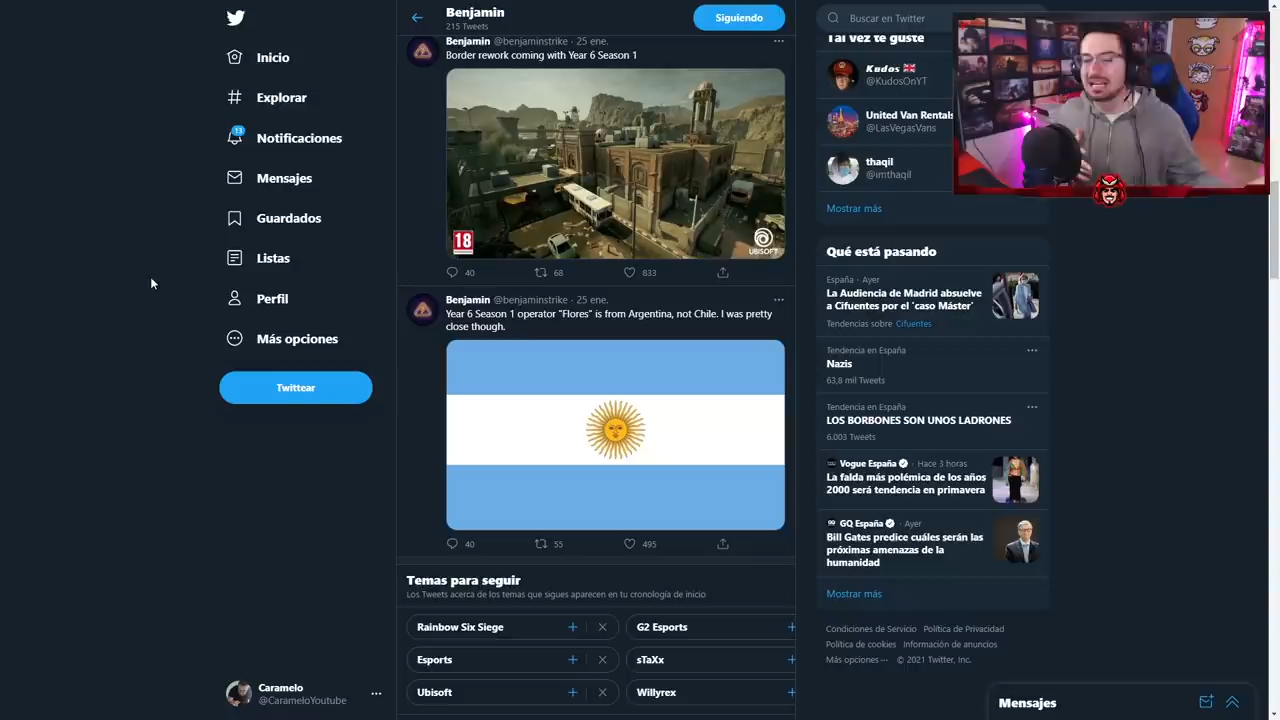 Inicio
Explorar
13
Notificaciones
Mensajes
Guardados
Listas
Perfil
Más opciones
Twittear
Caramelo
@CarameloYoutube
Benjamin
215 Tweets
Siguiendo
Benjamin @benjaminstrike · 25 ene.
Border rework coming with Year 6 Season 1
18
UBISOFT
40 68 833
Benjamin @benjaminstrike · 25 ene.
Year 6 Season 1 operator "Flores" is from Argentina, not Chile. I was pretty
close though.
40 55 495
Temas para seguir
Los Tweets acerca de los temas que sigues aparecen en tu cronología de inicio
Rainbow Six Siege
G2 Esports
Esports
sTaXx
Ubisoft
Willyrex
Buscar en Twitter
Tal vez te guste
Kudos
@KudosOnYT
United Van Rentals
@LasVegasVans
thaqil
@imthaqil
Mostrar más
Qué está pasando
España · Ayer
La Audiencia de Madrid absuelve
a Cifuentes por el 'caso Máster'
Tendencias sobre Cifuentes
Tendencia en España
Nazis
63,8 mil Tweets
Tendencia en España
LOS BORBONES SON UNOS LADRONES
6.003 Tweets
Vogue España · Hace 3 horas
La falda más polémica de los años
2000 será tendencia en primavera
GQ España · Ayer
Bill Gates predice cuáles serán las
próximas amenazas de la
humanidad
Mostrar más
Condiciones de Servicio Política de Privacidad
Política de cookies Información de anuncios
Más opciones ··· © 2021 Twitter, Inc.
Mensajes